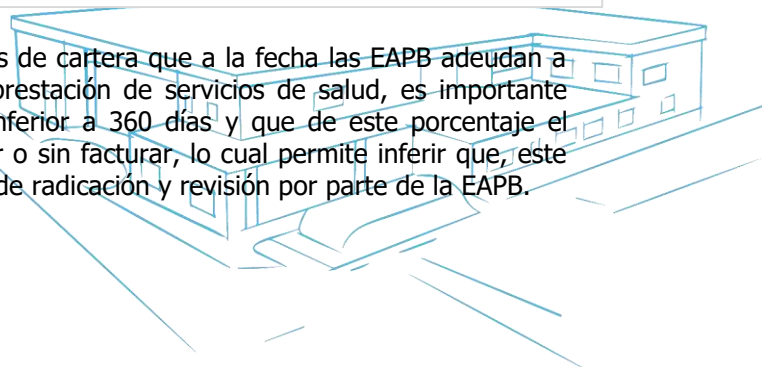 s de cartera que a la fecha las EAPB adeudan a
prestación de servicios de salud, es importante
nferior a 360 días y que de este porcentaje el
r o sin facturar, lo cual permite inferir que, este
de radicación y revisión por parte de la EAPB.